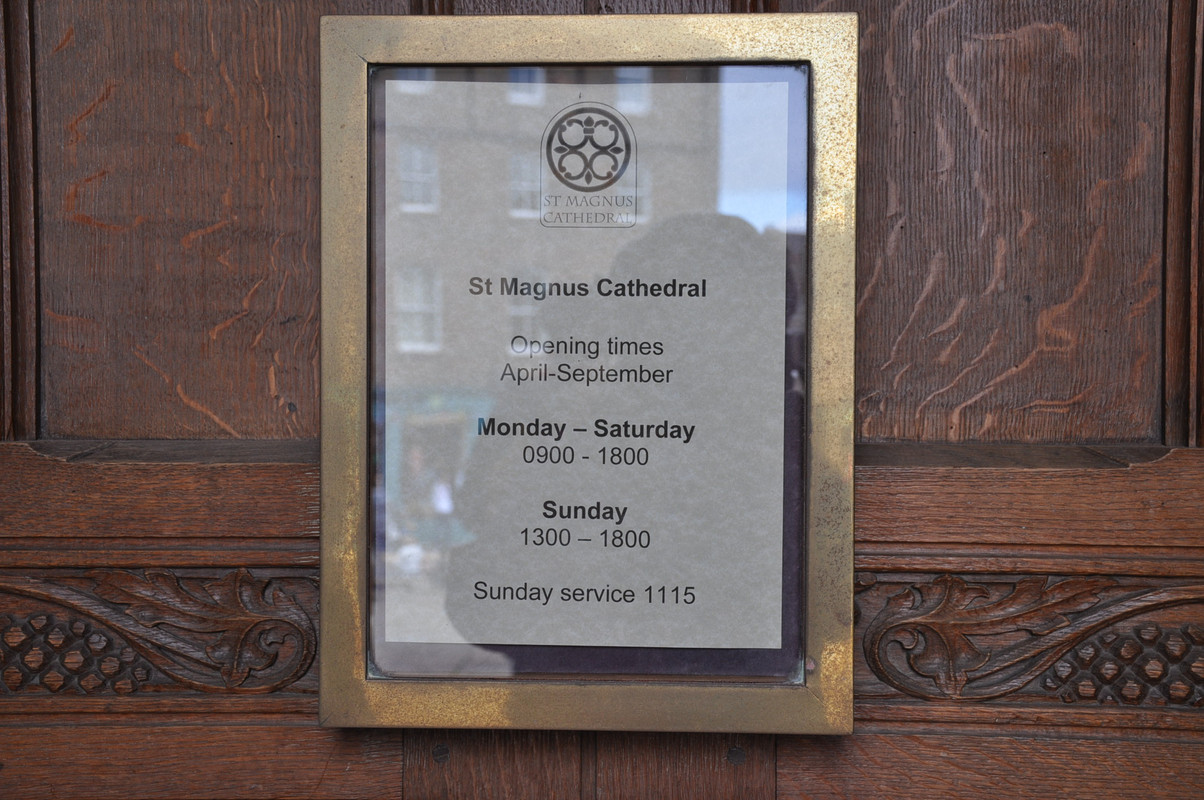 ST MAGNUS
CATHEDRAL
St Magnus Cathedral
Opening times
April-September
Monday – Saturday
0900 - 1800
Sunday
1300 – 1800
Sunday service 1115